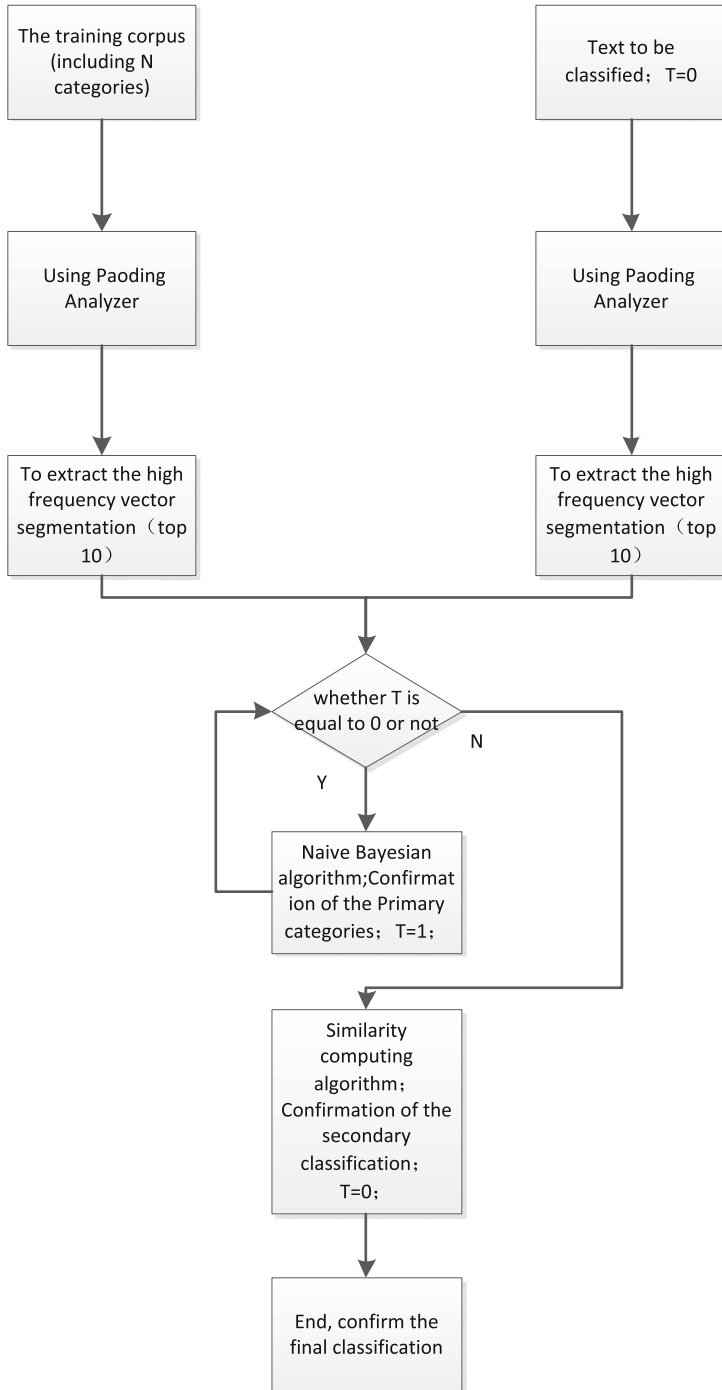 The training corpus
(including N
categories)
Text to be
classified；T=0
Using Paoding
Analyzer
Using Paoding
Analyzer
To extract the high
frequency vector
segmentation（top
10）
To extract the high
frequency vector
segmentation（top
10）
whether T is
equal to 0 or not
N
Y
Naive Bayesian
algorithm;Confirmat
ion of the Primary
categories；T=1；
Similarity
computing
algorithm；
Confirmation of the
secondary
classification；
T=0；
End, confirm the
final classification